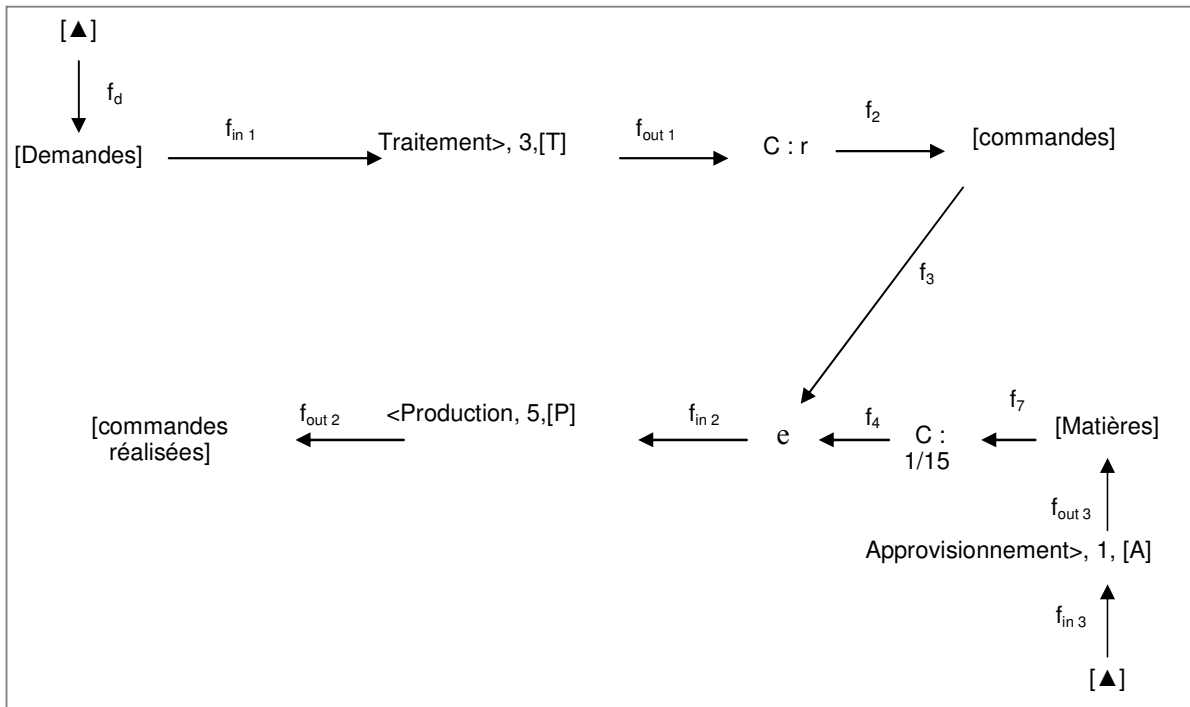 [▲]
f_d
f_in 1
f_out 1
f_2
[Demandes]
Traitement>, 3,[T]
C : r
[commandes]
f_3
[commandes
réalisées]
f_out 2
<Production, 5,[P]
f_in 2
e
f_4
C :
1/15
f_7
[Matières]
f_out 3
Approvisionnement>, 1, [A]
f_in 3
[▲]